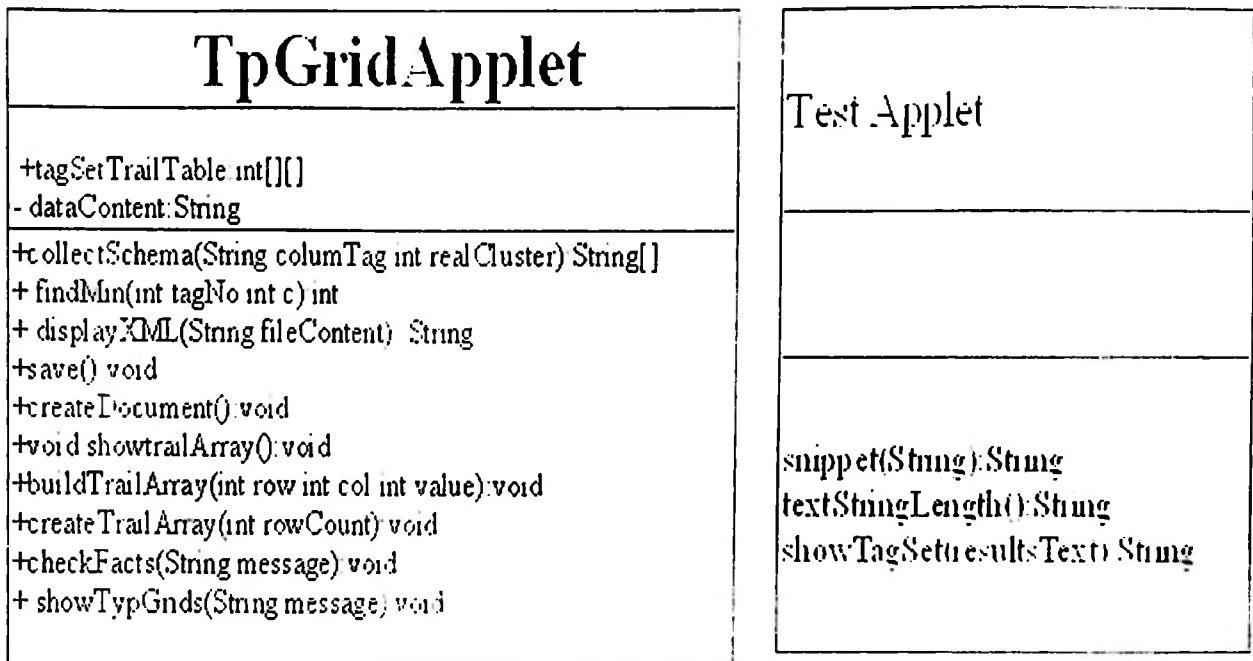 TpGridApplet
+tagSetTrailTable:int[][]
- dataContent:String
+collectSchema(String columTag int realCluster) String[]
+ findMin(int tagNo int c) int
+ displayXML(String fileContent) String
+save() void
+createDocument():void
+void showtrailArray():void
+buildTrailArray(int row int col int value):void
+createTrailArray(int rowCount) void
+checkFacts(String message) void
+ showTypGrids(String message) void
Test Applet
snippet(String):String
textStringLength():String
showTagSet(resultsText) String